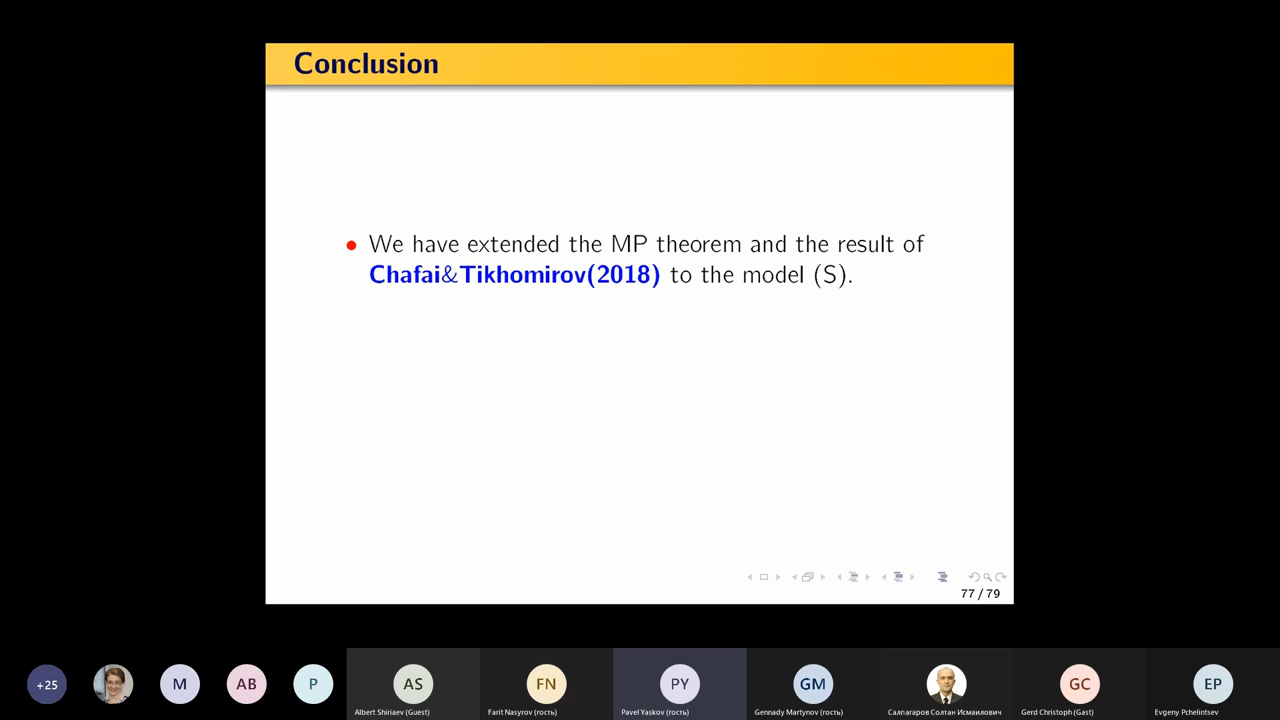 Conclusion
• We have extended the MP theorem and the result of
Chafai&Tikhomirov(2018) to the model (S).
77 / 79
+25
M
AB
P
AS
FN
PY
GM
GC
EP
Albert Shiriaev (Guest)
Farit Nasyrov (гость)
Pavel Yaskov (гость)
Gennady Martynov (гость)
Салпагаров Солтан Исмаилович
Gerd Christoph (Gast)
Evgeny Pchelintsev